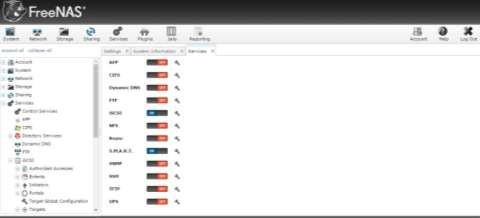 FreeNAS®
System
Network
Storage
Sharing
Services
Plugins
Jails
Reporting
Account
Help
Log Out
expand all collapse all
Settings
System Information
Services
Account
System
Network
Storage
Sharing
Services
Control Services
AFP
CIFS
Directory Services
Dynamic DNS
FTP
iSCSI
Authorized Accesses
Extents
Initiators
Portals
Target Global Configuration
Targets
AFP OFF
CIFS OFF
Dynamic DNS OFF
FTP OFF
iSCSI ON
NFS OFF
Rsync OFF
S.M.A.R.T. ON
SNMP OFF
SSH OFF
TFTP OFF
UPS OFF